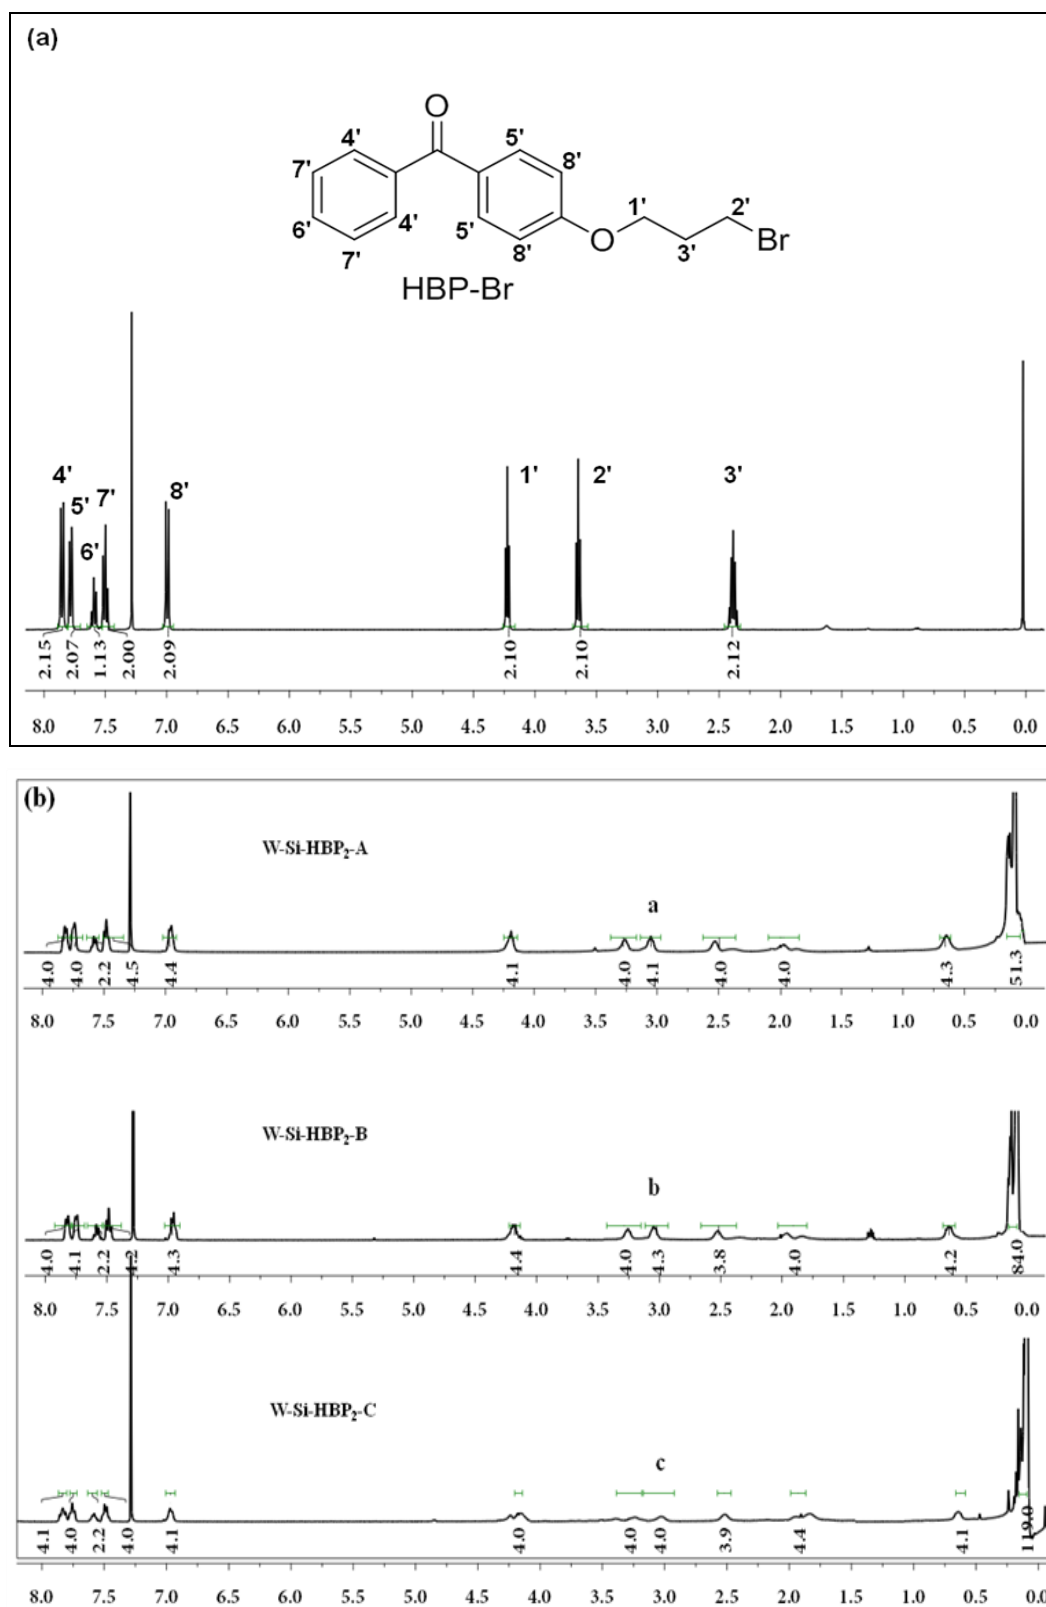 (a)
O
4' 5'
7' 8'
1' 2'
6' 4' 5' O 3' Br
7' 8'
HBP-Br
4' 5' 7' 8' 1' 2' 3'
6'
2.15 2.07 1.13 2.00 2.09 2.10 2.10 2.12
8.0 7.5 7.0 6.5 6.0 5.5 5.0 4.5 4.0 3.5 3.0 2.5 2.0 1.5 1.0 0.5 0.0
(b)
W-Si-HBP₂-A
a
4.0 4.0 2.2 4.5 4.4 4.1 4.0 4.1 4.0 4.0 4.3 51.3
8.0 7.5 7.0 6.5 6.0 5.5 5.0 4.5 4.0 3.5 3.0 2.5 2.0 1.5 1.0 0.5 0.0
W-Si-HBP₂-B
b
4.0 4.1 2.2 4.2 4.3 4.4 4.0 4.3 3.8 4.0 4.2 84.0
8.0 7.5 7.0 6.5 6.0 5.5 5.0 4.5 4.0 3.5 3.0 2.5 2.0 1.5 1.0 0.5 0.0
W-Si-HBP₂-C
c
4.1 4.0 2.2 4.0 4.1 4.0 4.0 4.0 3.9 4.4 4.1 119.0
8.0 7.5 7.0 6.5 6.0 5.5 5.0 4.5 4.0 3.5 3.0 2.5 2.0 1.5 1.0 0.5 0.0